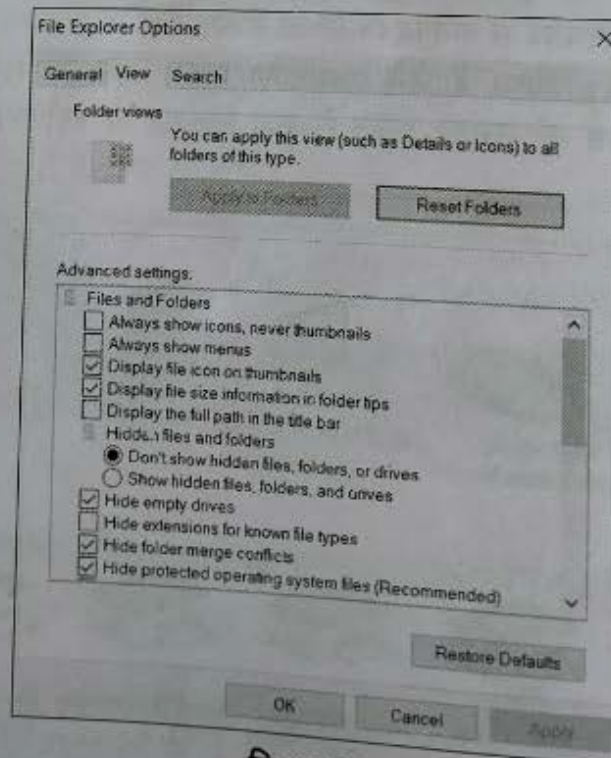 File Explorer Options
General View Search
Folder views
You can apply this view (such as Details or Icons) to all
folders of this type.
Apply to Folders Reset Folders
Advanced settings:
Files and Folders
Always show icons, never thumbnails
Always show menus
Display file icon on thumbnails
Display file size information in folder tips
Display the full path in the title bar
Hidden files and folders
Don't show hidden files, folders, or drives
Show hidden files, folders, and drives
Hide empty drives
Hide extensions for known file types
Hide folder merge conflicts
Hide protected operating system files (Recommended)
Restore Defaults
OK Cancel Apply